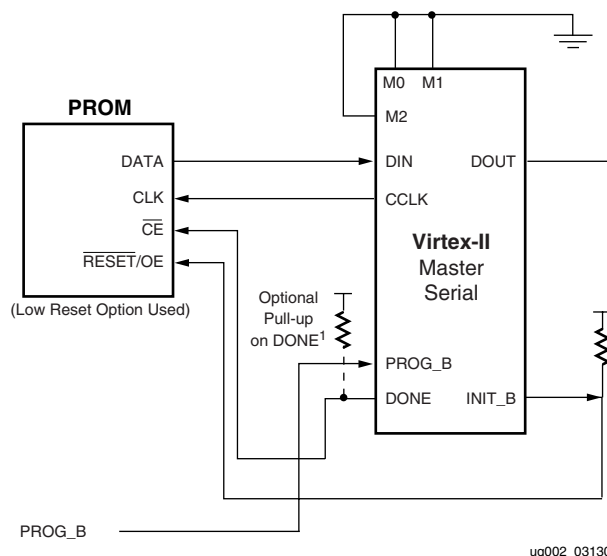 M0 M1
M2
PROM
DATA
CLK
CE
RESET/OE
(Low Reset Option Used)
DIN DOUT
CCLK
Virtex-II
Master
Serial
Optional
Pull-up
on DONE1
PROG_B
DONE INIT_B
PROG_B
ug002_03130